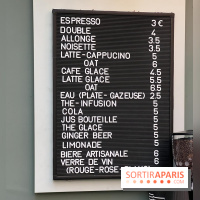 ESPRESSO 3€
DOUBLE 4
ALLONGE 3.5
NOISETTE 3.5
LATTE-CAPPUCINO 5
OAT 6
CAFE GLACE 4.5
LATTE GLACE 5.5
OAT 6.5
EAU (PLATE-GAZEUSE) 2.5
THE-INFUSION 5
COLA 5
JUS BOUTEILLE 5
THE GLACE 5
GINGER BEER 5
LIMONADE 5
BIERE ARTISANALE 6
VERRE DE VIN 6
(ROUGE-ROSE-
SORTIRAPARIS